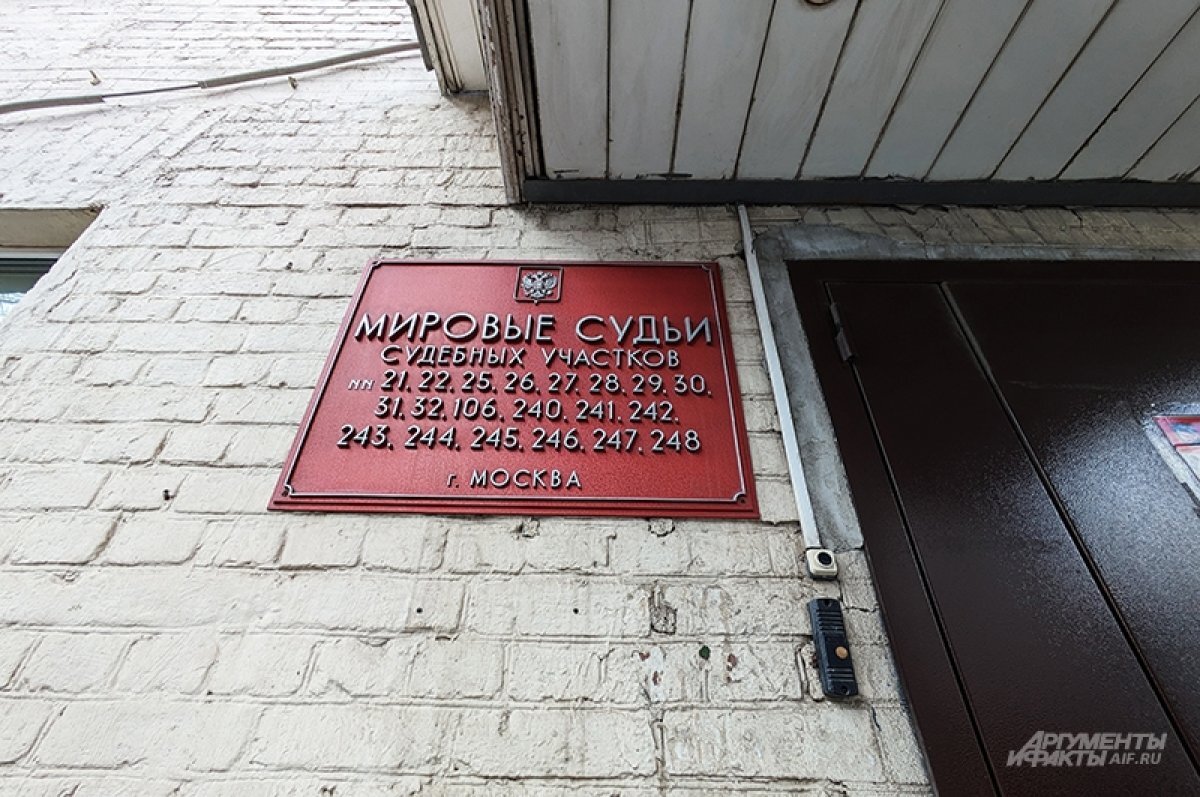 МИРОВЫЕ СУДЬИ
СУДЕБНЫХ УЧАСТКОВ
NN 21, 22, 25, 26, 27, 28, 29, 30,
31, 32, 106, 240, 241, 242,
243, 244, 245, 246, 247, 248
г. МОСКВА
АРГУМЕНТЫ
И ФАКТЫ AIF.RU